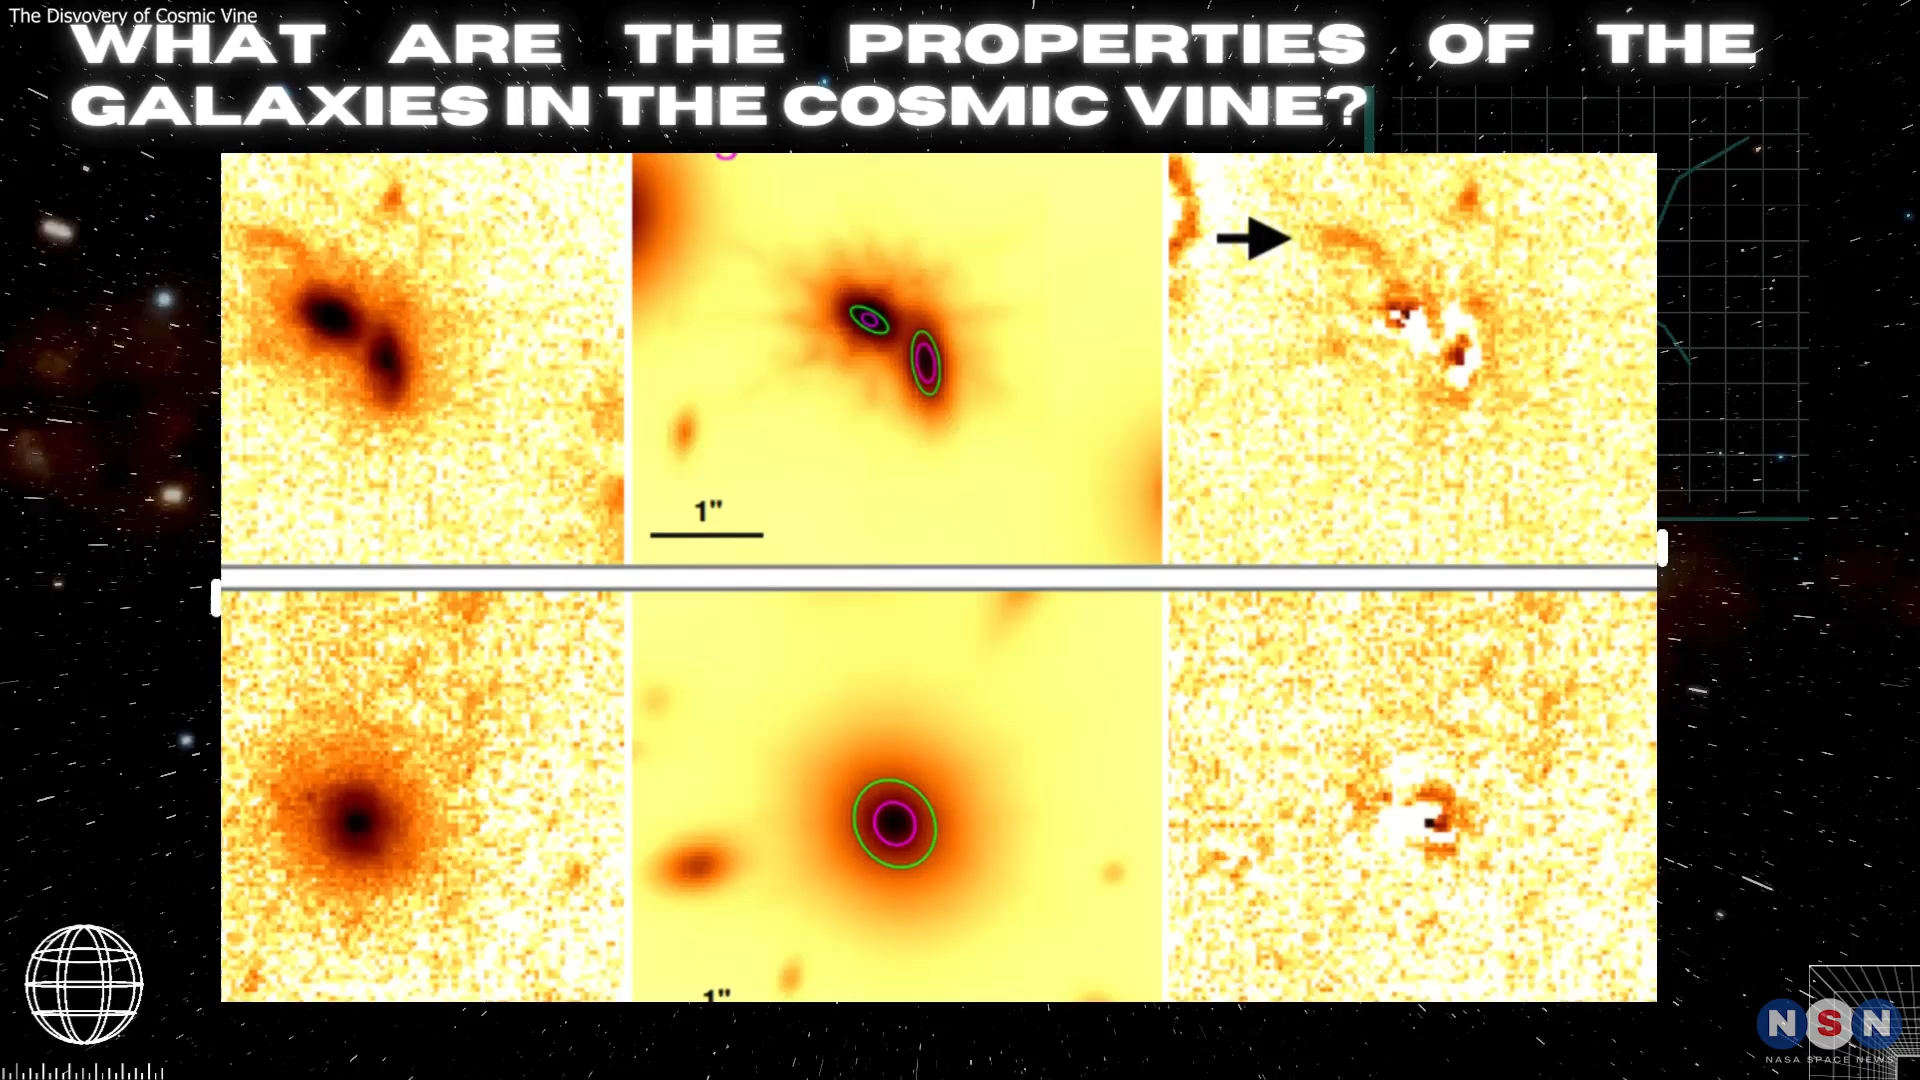 The Disvovery of Cosmic Vine
WHAT ARE THE PROPERTIES OF THE
GALAXIES IN THE COSMIC VINE?
1"
1"
NSN
NASA SPACE NEWS